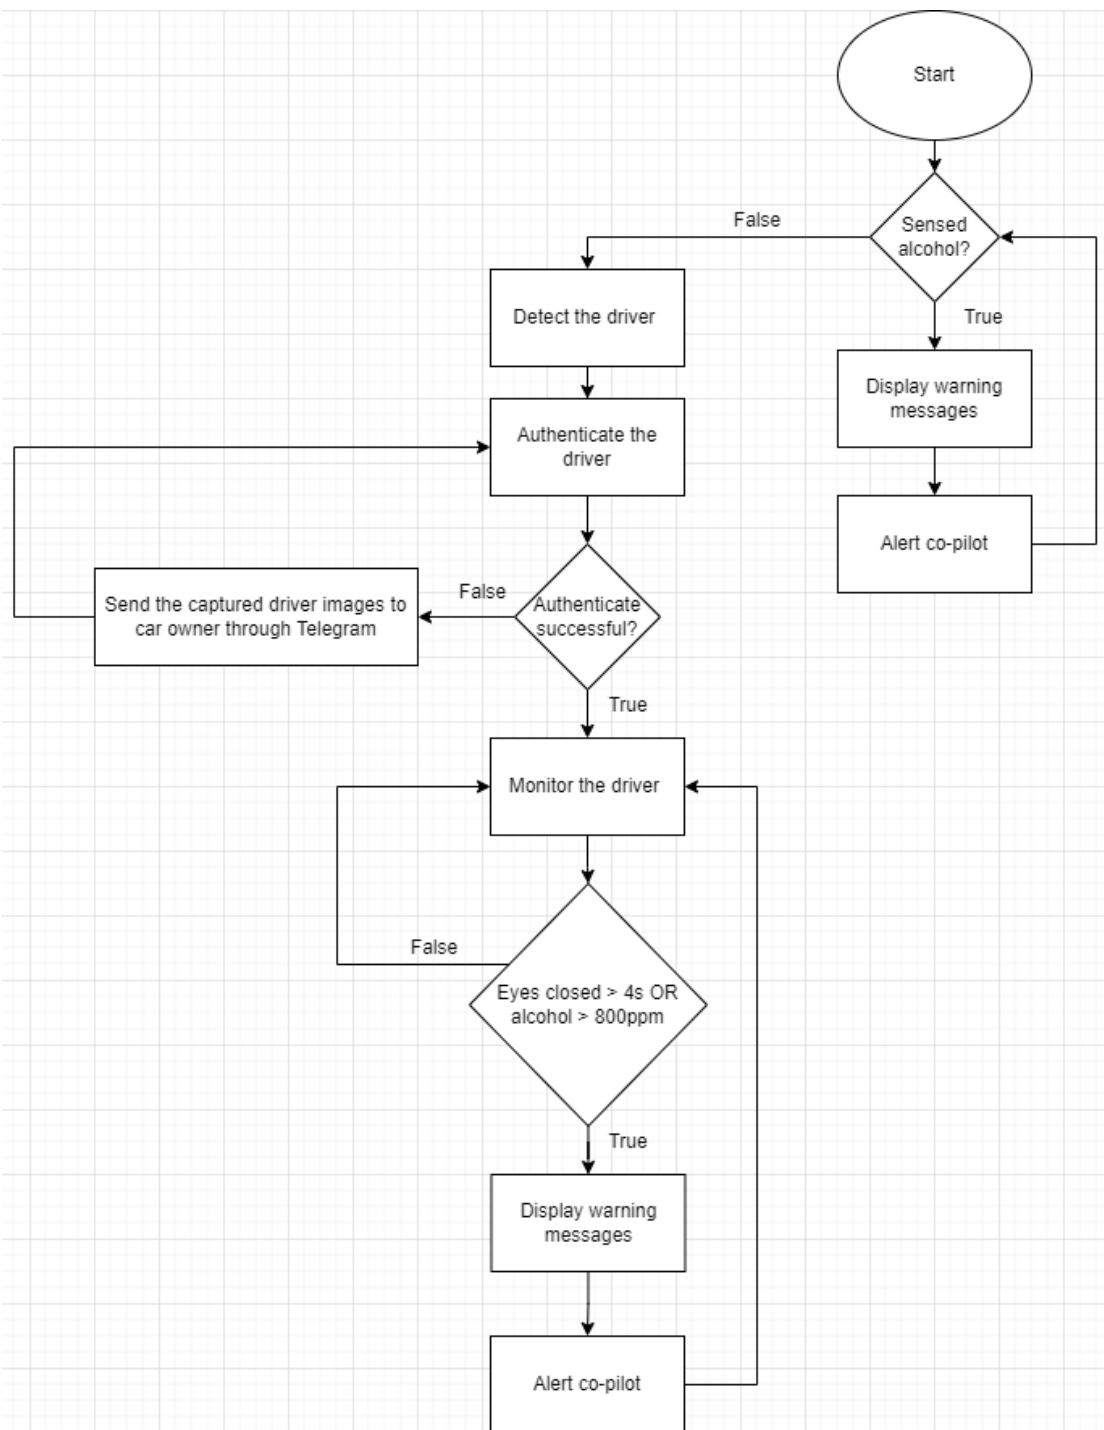 Start
Sensed
alcohol?
False
True
Detect the driver
Display warning
messages
Authenticate the
driver
Alert co-pilot
Authenticate
successful?
False
Send the captured driver images to
car owner through Telegram
True
Monitor the driver
False
Eyes closed > 4s OR
alcohol > 800ppm
True
Display warning
messages
Alert co-pilot